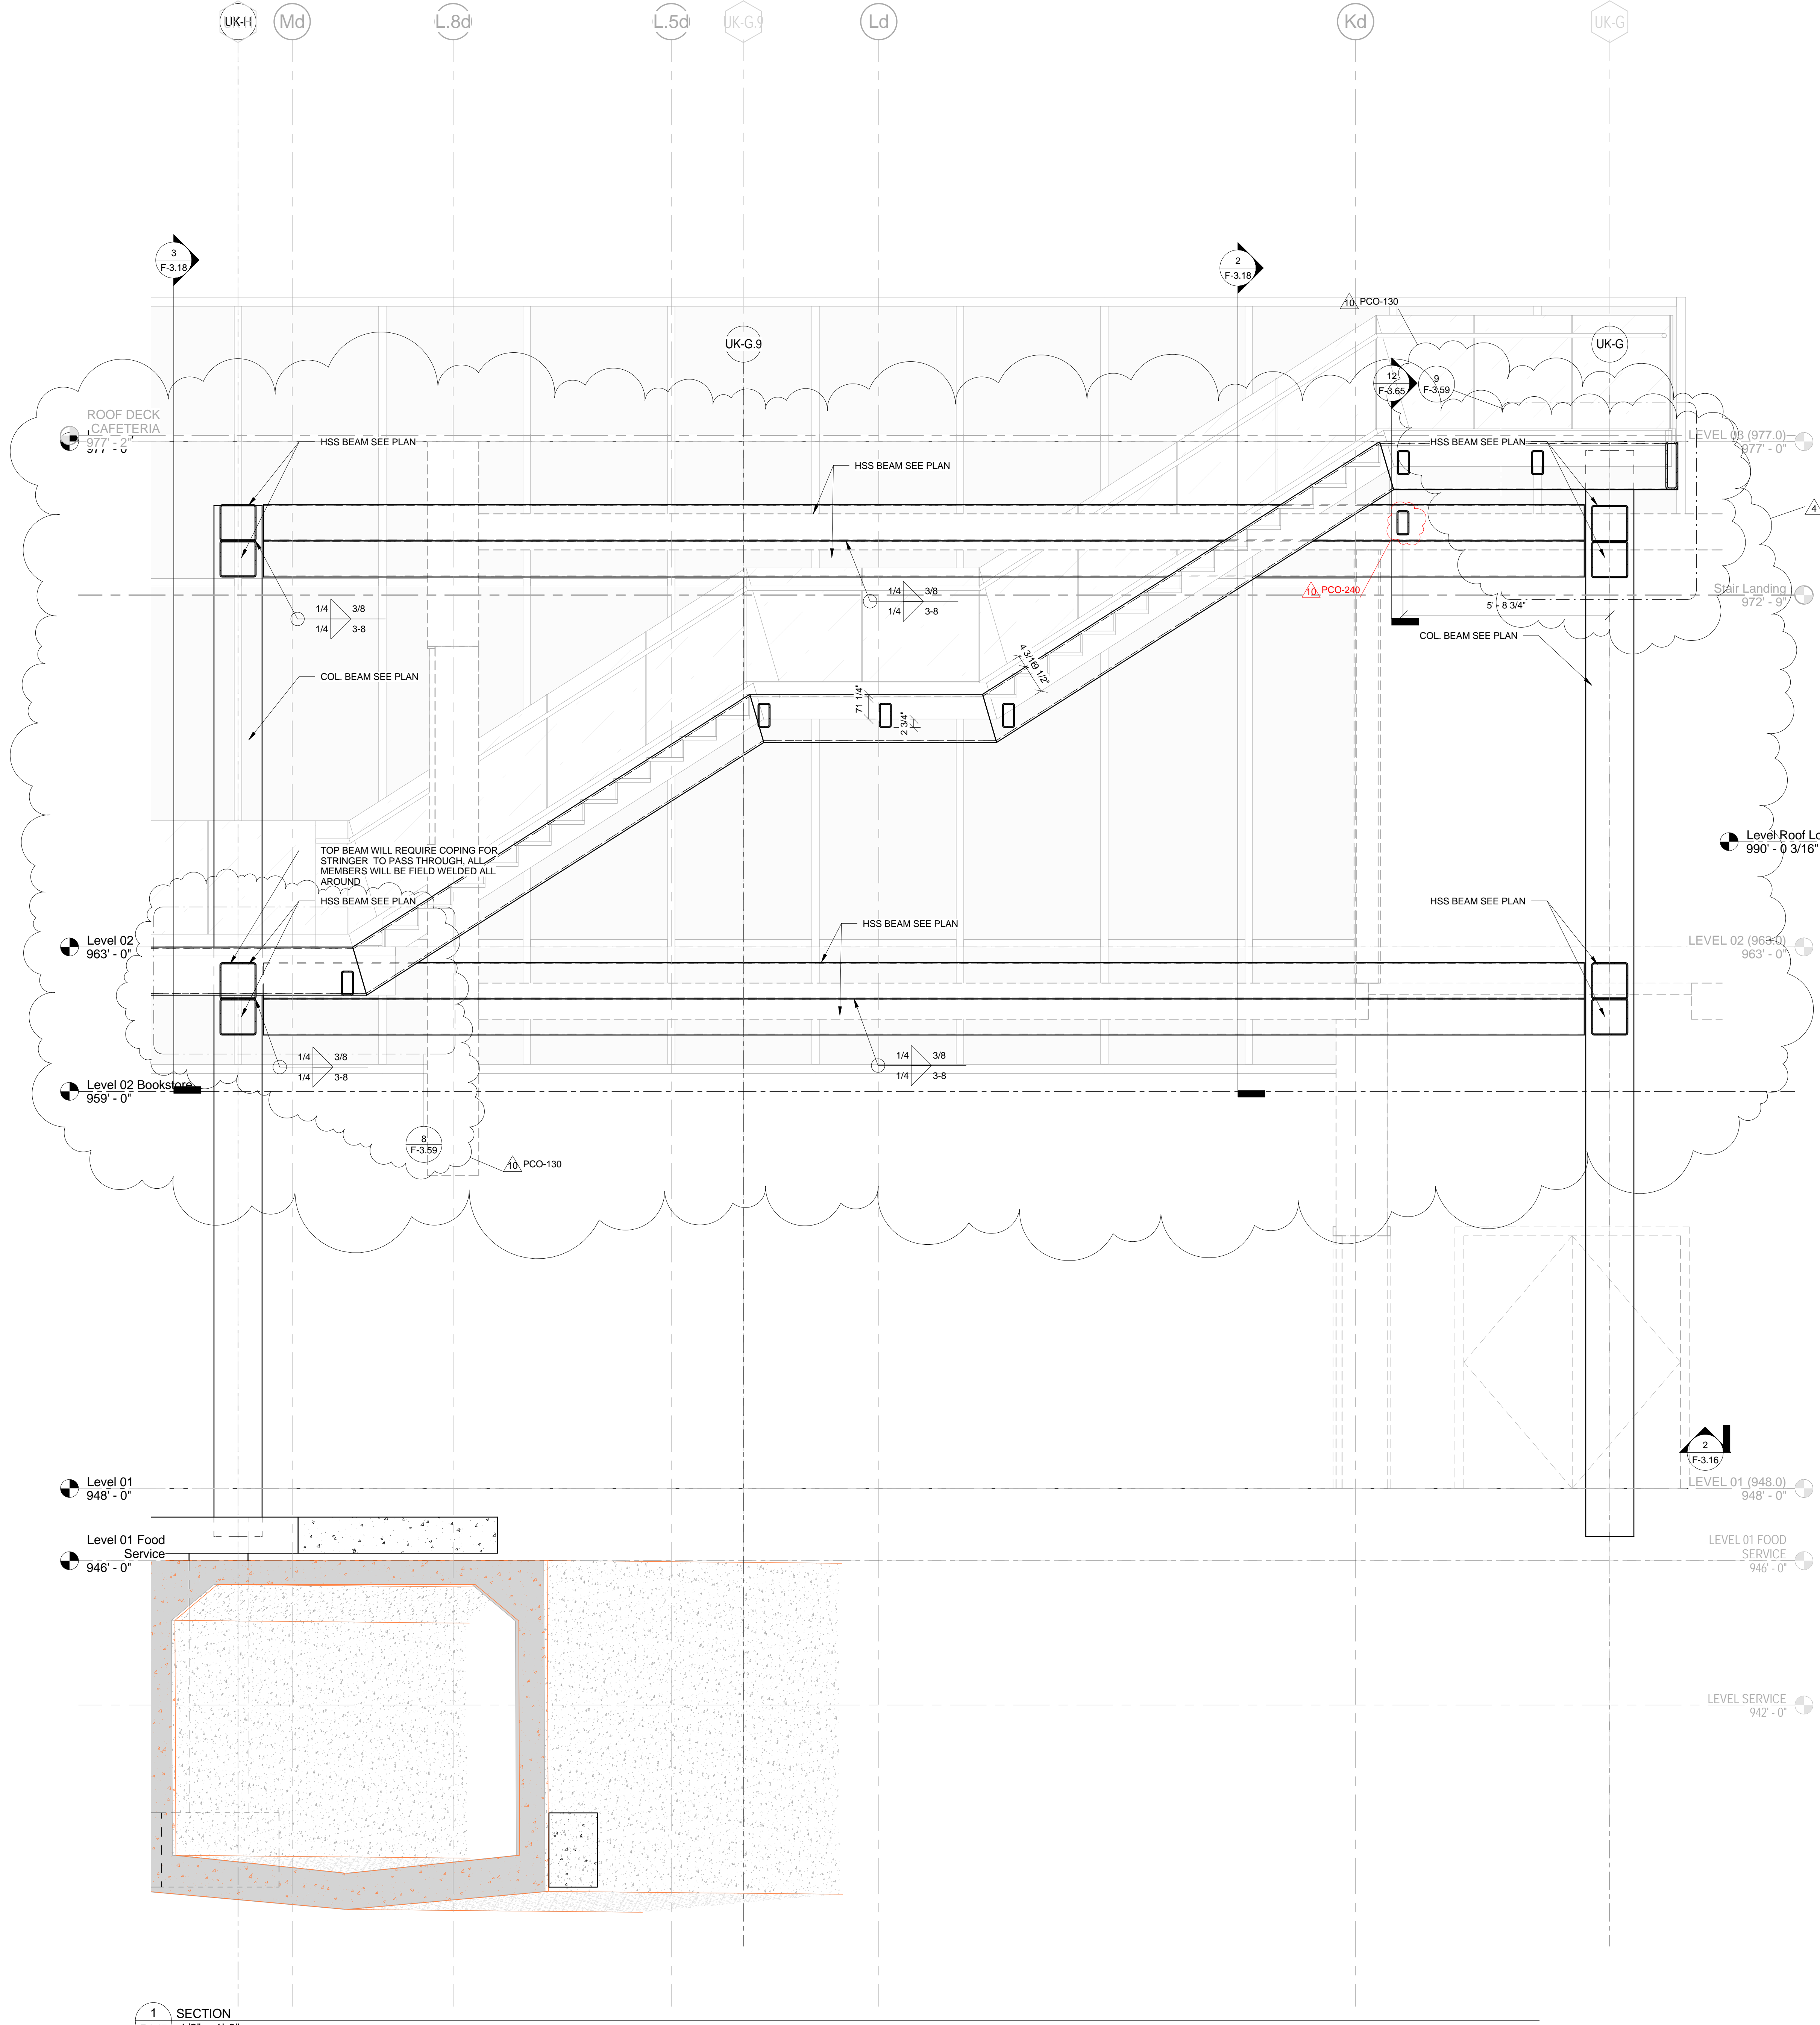 UK-H
Md
L.8d
L.5d
UK-G.9
Ld
Kd
UK-G
3
F-3.18
2
F-3.18
10 PCO-130
UK-G.9
UK-G
12
F-3.65
9
F-3.59
ROOF DECK
CAFETERIA
977' - 2"
977' - 0"
HSS BEAM SEE PLAN
HSS BEAM SEE PLAN
HSS BEAM SEE PLAN
LEVEL 03 (977.0)
977' - 0"
4
1/4
3/8
1/4
3-8
1/4
3/8
1/4
3-8
10 PCO-240
Stair Landing
972' - 9"
5' - 8 3/4"
COL. BEAM SEE PLAN
COL. BEAM SEE PLAN
4 3/16"
9 1/2"
71 1/4"
2 3/4"
TOP BEAM WILL REQUIRE COPING FOR
STRINGER TO PASS THROUGH, ALL
MEMBERS WILL BE FIELD WELDED ALL
AROUND
Level Roof Lo
990' - 0 3/16"
HSS BEAM SEE PLAN
HSS BEAM SEE PLAN
HSS BEAM SEE PLAN
Level 02
963' - 0"
LEVEL 02 (963.0)
963' - 0"
1/4
3/8
1/4
3-8
1/4
3/8
1/4
3-8
Level 02 Bookstore
959' - 0"
8
F-3.59
10 PCO-130
2
F-3.16
Level 01
948' - 0"
LEVEL 01 (948.0)
948' - 0"
Level 01 Food
Service
946' - 0"
LEVEL 01 FOOD
SERVICE
946' - 0"
LEVEL SERVICE
942' - 0"
1
SECTION